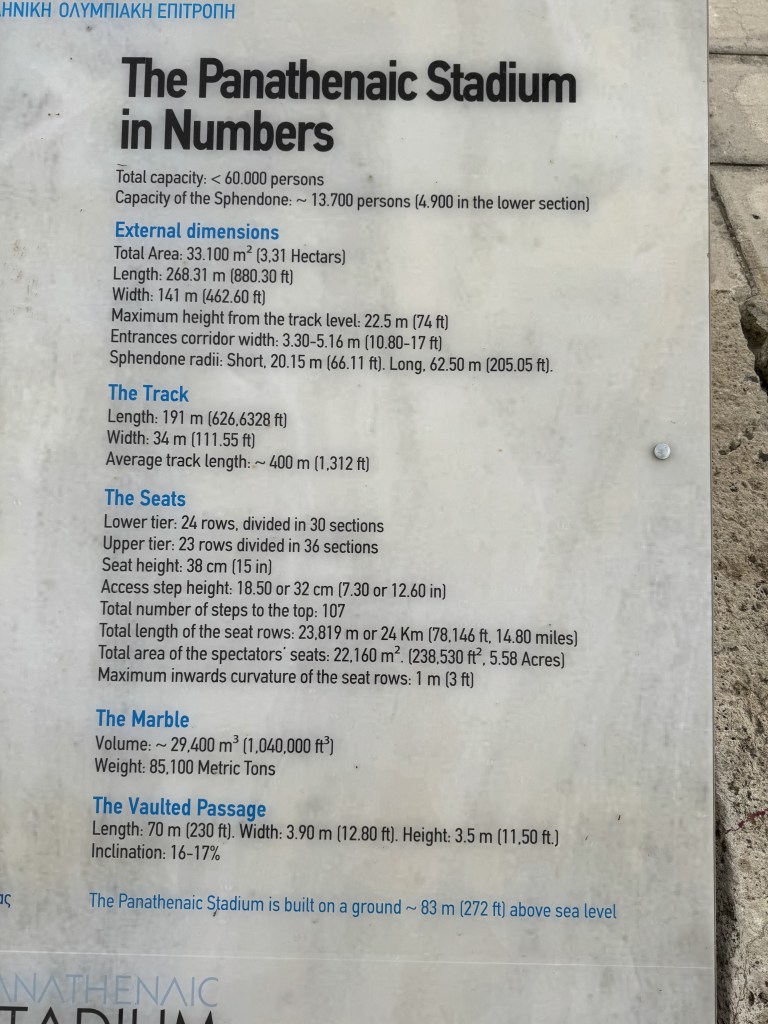 ΟΛΥΜΠΙΑΚΗ ΕΠΙΤΡΟΠΗ
The Panathenaic Stadium
in Numbers
Total capacity: < 60.000 persons
Capacity of the Sphendone: ~ 13.700 persons (4.900 in the lower section)
External dimensions
Total Area: 33.100 m² (3,31 Hectars)
Length: 268.31 m (880.30 ft)
Width: 141 m (462.60 ft)
Maximum height from the track level: 22.5 m (74 ft)
Entrances corridor width: 3.30-5.16 m (10.80-17 ft)
Sphendone radii: Short, 20.15 m (66.11 ft). Long, 62.50 m (205.05 ft).
The Track
Length: 191 m (626,6328 ft)
Width: 34 m (111.55 ft)
Average track length: ~ 400 m (1,312 ft)
The Seats
Lower tier: 24 rows, divided in 30 sections
Upper tier: 23 rows divided in 36 sections
Seat height: 38 cm (15 in)
Access step height: 18.50 or 32 cm (7.30 or 12.60 in)
Total number of steps to the top: 107
Total length of the seat rows: 23,819 m or 24 Km (78,146 ft, 14.80 miles)
Total area of the spectators' seats: 22,160 m². (238,530 ft², 5.58 Acres)
Maximum inwards curvature of the seat rows: 1 m (3 ft)
The Marble
Volume: ~ 29,400 m³ (1,040,000 ft³)
Weight: 85,100 Metric Tons
The Vaulted Passage
Length: 70 m (230 ft). Width: 3.90 m (12.80 ft). Height: 3.5 m (11,50 ft.)
Inclination: 16-17%
The Panathenaic Stadium is built on a ground ~ 83 m (272 ft) above sea level